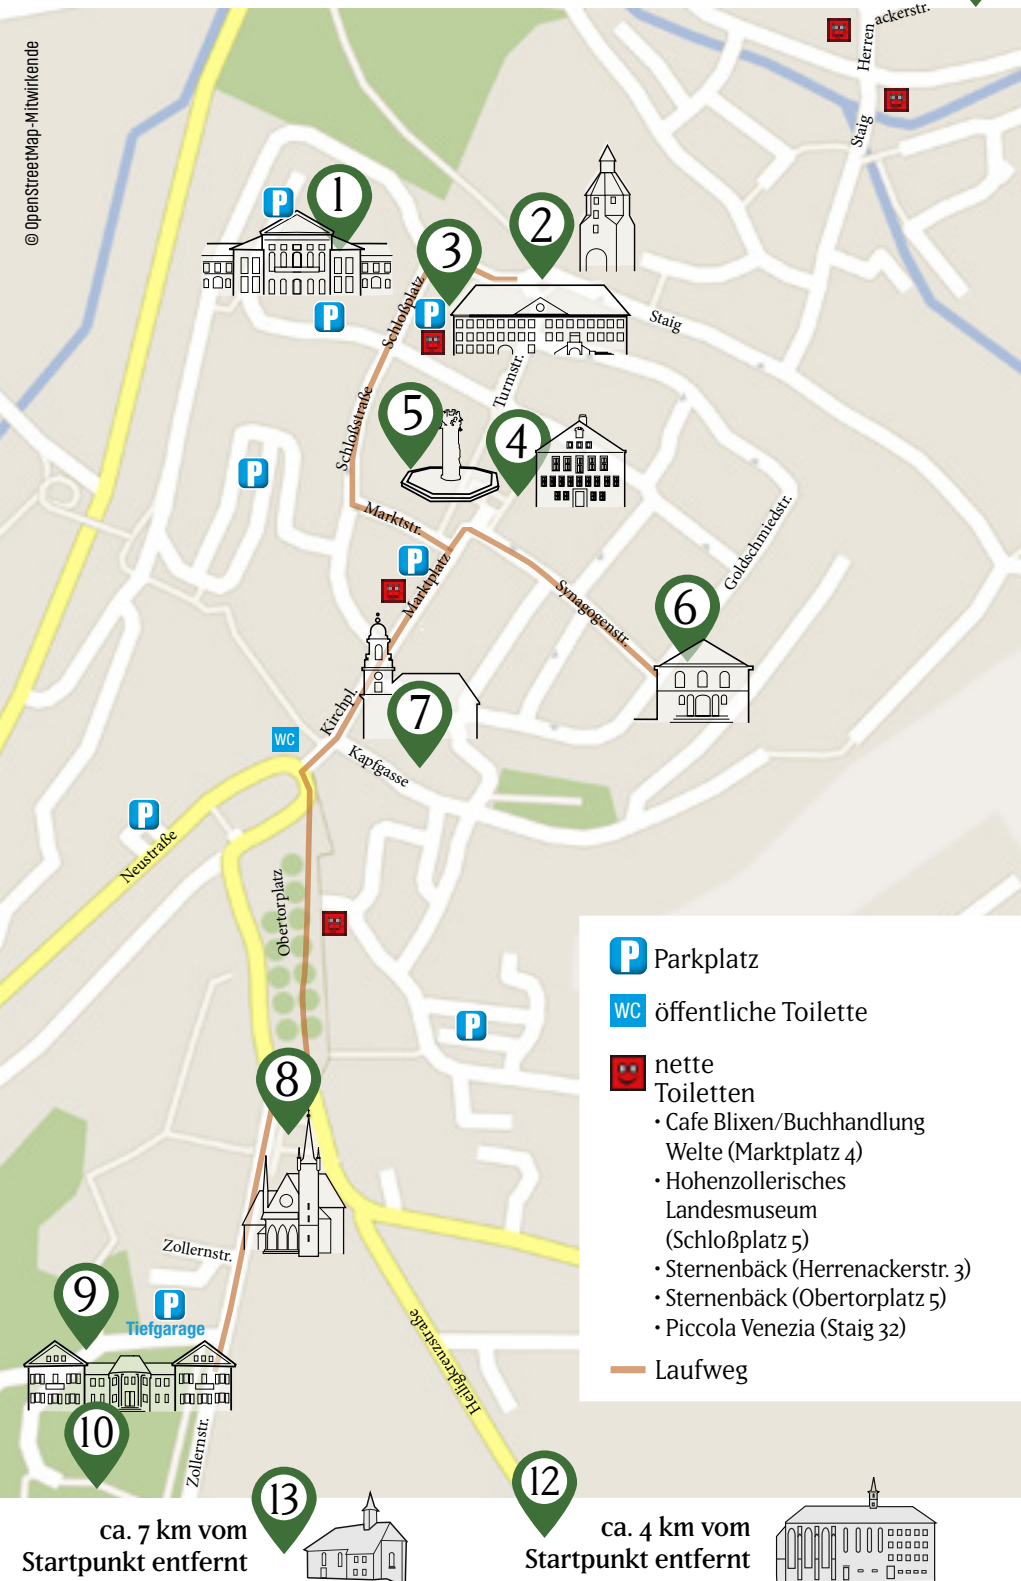 © OpenStreetMap-Mitwirkende
Herrenackerstr.
Staig
P
1
2
3
P
P
Schloßplatz
Staig
Turmstr.
5
4
Schloßstraße
P
Marktstr.
P
Marktplatz
Goldschmiedstr.
Synagogenstr.
6
7
Kirchpl.
WC
Kapfgasse
P
Neustraße
Obertorplatz
P
8
Zollernstr.
9
P
Tiefgarage
Heiligkreuzstraße
10
Zollernstr.
P Parkplatz
WC öffentliche Toilette
nette
Toiletten
· Cafe Blixen/Buchhandlung
Welte (Marktplatz 4)
· Hohenzollerisches
Landesmuseum
(Schloßplatz 5)
· Sternenbäck (Herrenackerstr. 3)
· Sternenbäck (Obertorplatz 5)
· Piccola Venezia (Staig 32)
Laufweg
13
ca. 7 km vom
Startpunkt entfernt
12
ca. 4 km vom
Startpunkt entfernt